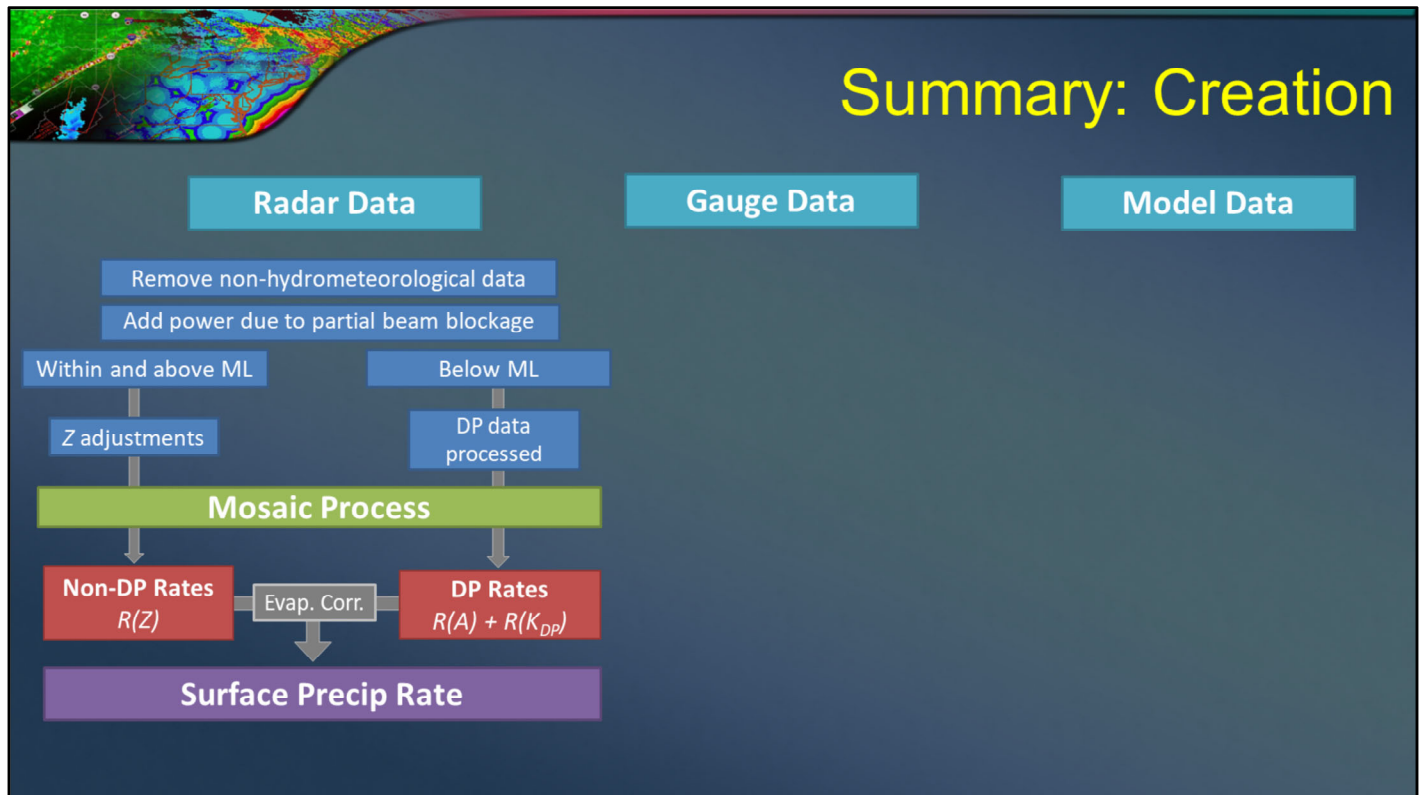 Summary: Creation
Radar Data
Gauge Data
Model Data
Remove non-hydrometeorological data
Add power due to partial beam blockage
Within and above ML
Below ML
Z adjustments
DP data
processed
Mosaic Process
Non-DP Rates
R(Z)
Evap. Corr.
DP Rates
R(A) + R(K_DP)
Surface Precip Rate